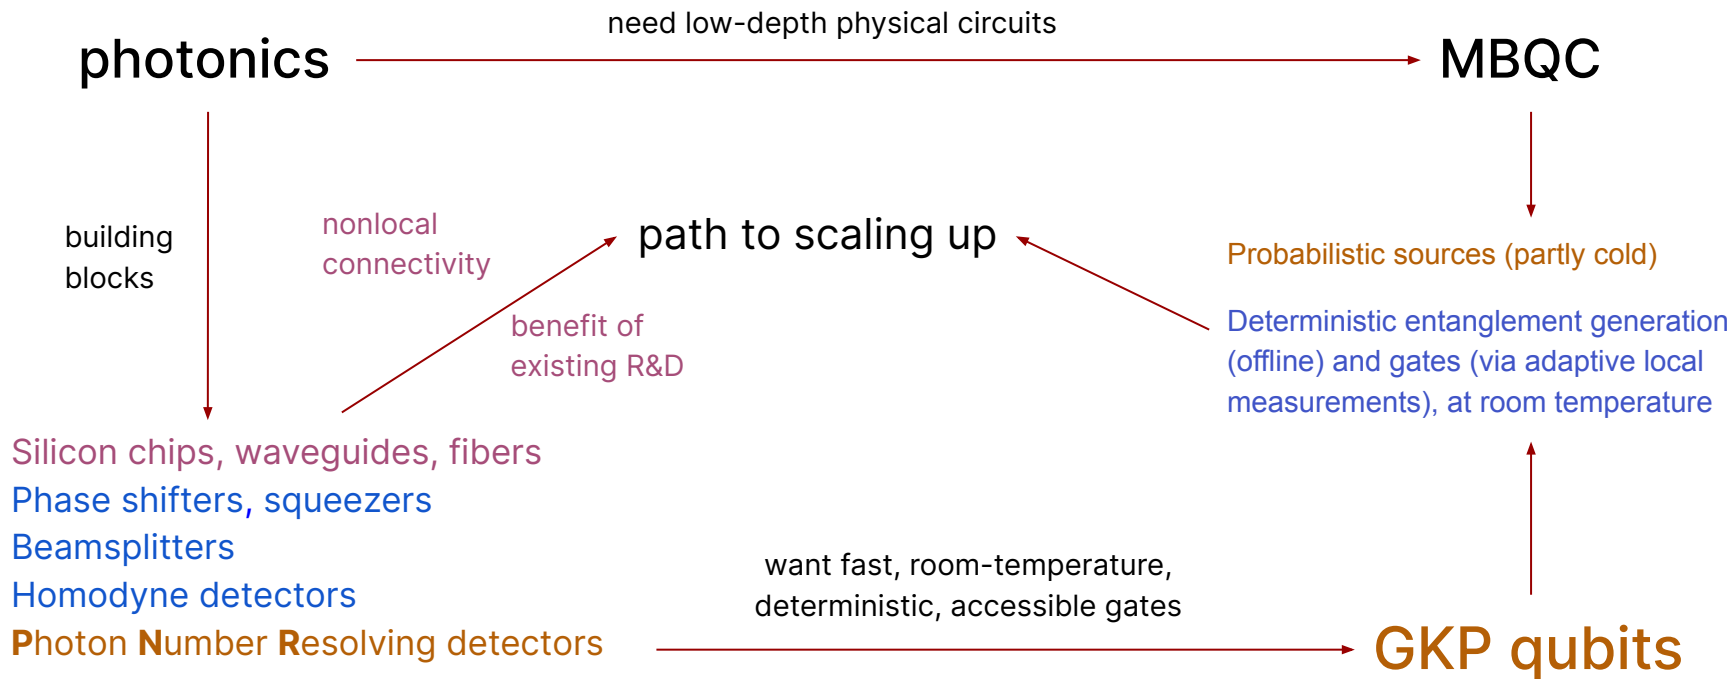 need low-depth physical circuits
photonics
MBQC
building
blocks
nonlocal
connectivity
path to scaling up
benefit of
existing R&D
Probabilistic sources (partly cold)
Deterministic entanglement generation
(offline) and gates (via adaptive local
measurements), at room temperature
Silicon chips, waveguides, fibers
Phase shifters, squeezers
Beamsplitters
Homodyne detectors
Photon Number Resolving detectors
want fast, room-temperature,
deterministic, accessible gates
GKP qubits